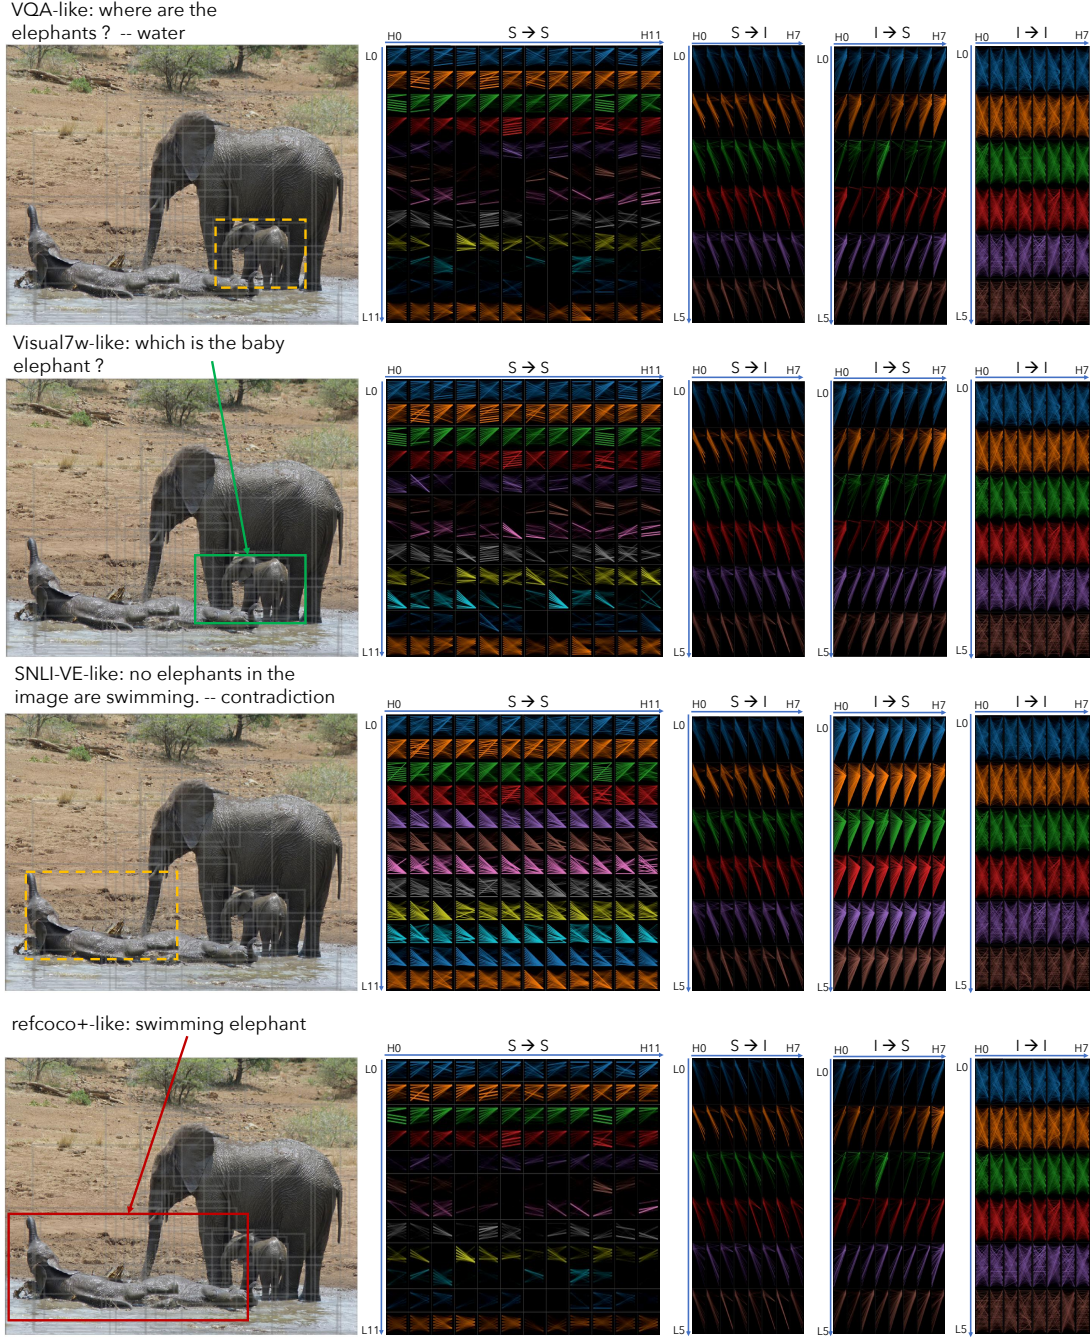 VQA-like: where are the
elephants ? -- water
H0 S → S H11
L0
L11
S → I
H0 H7
L0
L5
I → S
H0 H7
L0
L5
I → I
H0 H7
L0
L5
Visual7w-like: which is the baby
elephant ?
S → S
H0 H11
L0
L11
S → I
H0 H7
L0
L5
I → S
H0 H7
L0
L5
I → I
H0 H7
L0
L5
SNLI-VE-like: no elephants in the
image are swimming. -- contradiction
S → S
H0 H11
L0
L11
S → I
H0 H7
L0
L5
I → S
H0 H7
L0
L5
I → I
H0 H7
L0
L5
refcoco+-like: swimming elephant
S → S
H0 H11
L0
L11
S → I
H0 H7
L0
L5
I → S
H0 H7
L0
L5
I → I
H0 H7
L0
L5